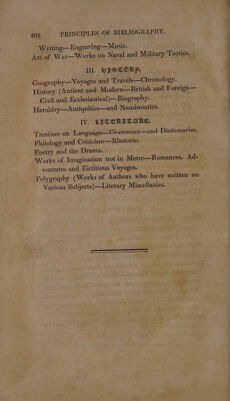 402 PRINCIPLES OF BIBLIOGRAPHY.
Writing—Engraving—Music.
Art of War—Works on Naval and Military Tactics.
III. HISTORY.
Geography—Voyages and Travels—Chronology.
History (Antient and Modern—British and Foreign—
Civil and Ecclesiastical)—Biography.
Heraldry—Antiquities—and Numismatics.
IV. LITERATURE.
Treatises on Language—Grammars—and Dictionaries.
Philology and Criticism—Rhetoric.
Poetry and the Drama.
Works of Imagination not in Metre—Romances, Ad-
ventures and Fictitious Voyages.
Polygraphy (Works of Authors who have written on
Various Subjects)—Literary Miscellanies.